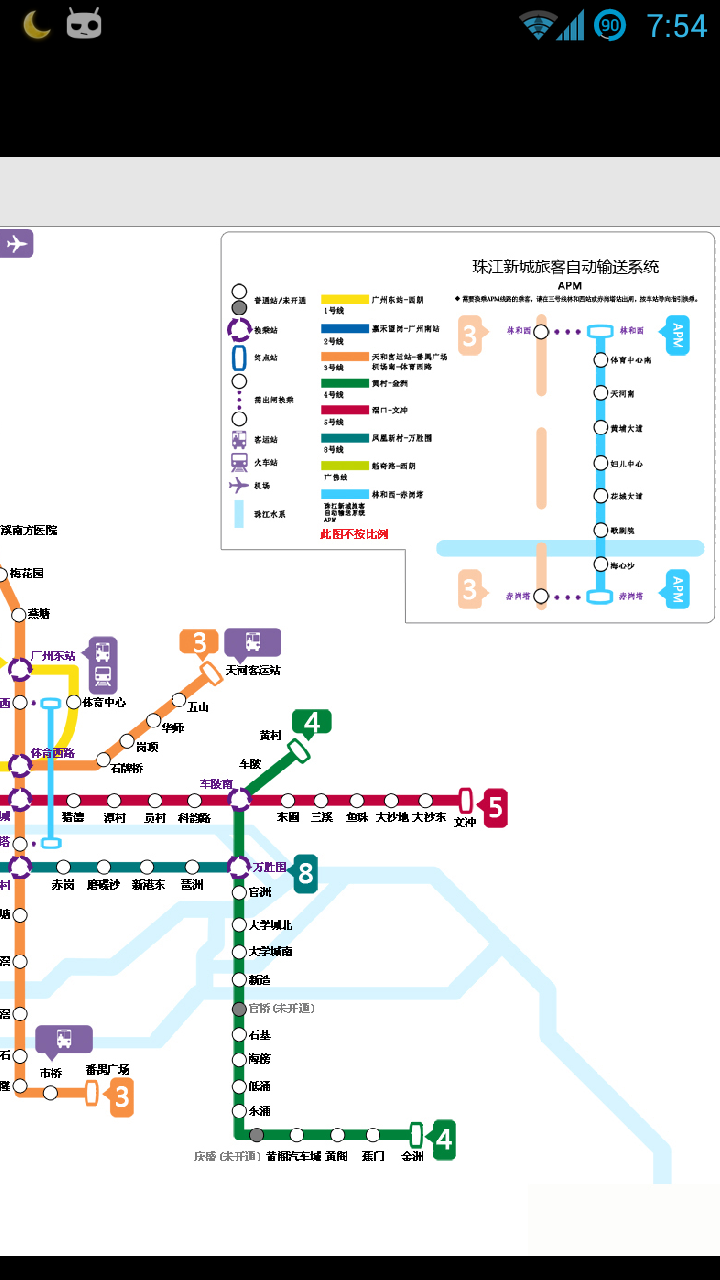 90 7:54
珠江新城旅客自动输送系统
APM
◆ 需要换乘APM线路的乘客，请在三号线林和西站或赤岗塔站出闸，按车站导向指引换乘。
普通站/未开通
换乘站
终点站
需出闸换乘
客运站
火车站
机场
珠江水系
广州东站-西朗
1号线
嘉禾望岗-广州南站
2号线
天河客运站-番禺广场
3号线 机场南-体育西路
黄村-金洲
4号线
滘口-文冲
5号线
凤凰新村-万胜围
8号线
魁奇路-西朗
广佛线
林和西-赤岗塔
珠江新城旅客
自动输送系统
APM
此图不按比例
3 林和西 林和西 APM
体育中心南
天河南
黄埔大道
妇儿中心
花城大道
歌剧院
海心沙
3 赤岗塔 赤岗塔 APM
溪南方医院
梅花园
燕塘
广州东站
3
天河客运站
西
体育中心
五山
华师
岗顶
石牌桥
体育西路
4
黄村
车陂
车陂南
城
猎德 潭村 员村 科韵路 东圃 三溪 鱼珠 大沙地 大沙东 文冲 5
塔
村
赤岗 磨碟沙 新港东 琶洲 万胜围 8
官洲
大学城北
塘
大学城南
滘
新造
官桥(未开通)
滘
石基
石
海傍
市桥 番禺广场
低涌
隆
3
东涌
庆盛(未开通) 黄阁汽车城 黄阁 蕉门 金洲 4